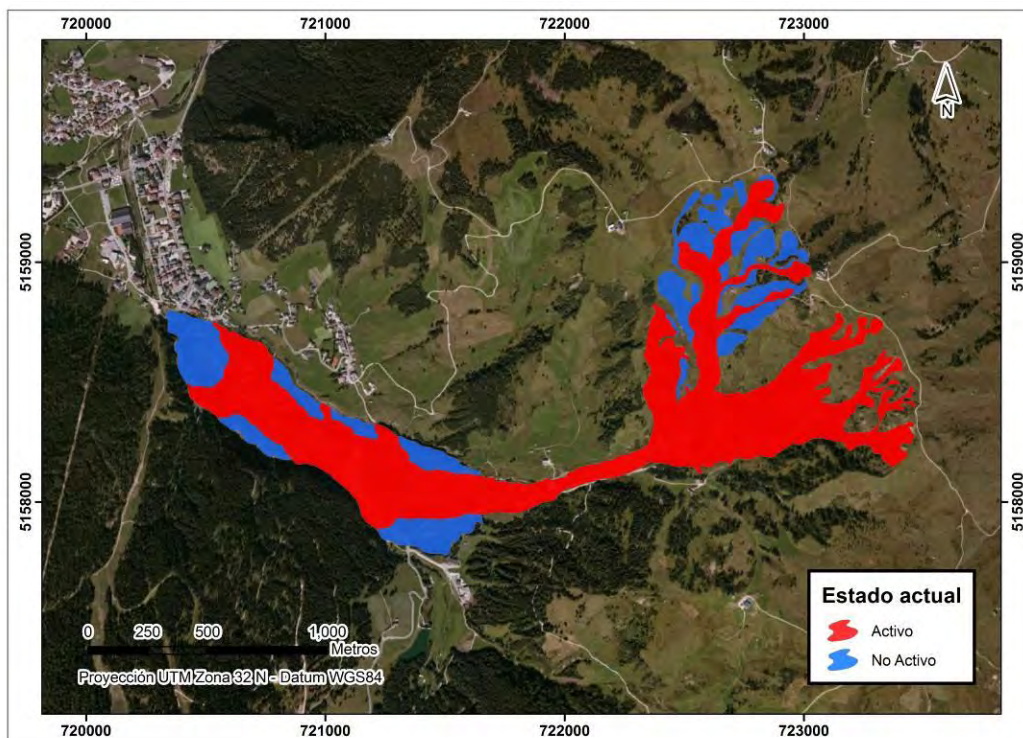 720000 721000 722000 723000
N
5159000 5159000
5158000 5158000
Estado actual
Activo
No Activo
0 250 500 1,000
Metros
Proyección UTM Zona 32 N - Datum WGS84
720000 721000 722000 723000